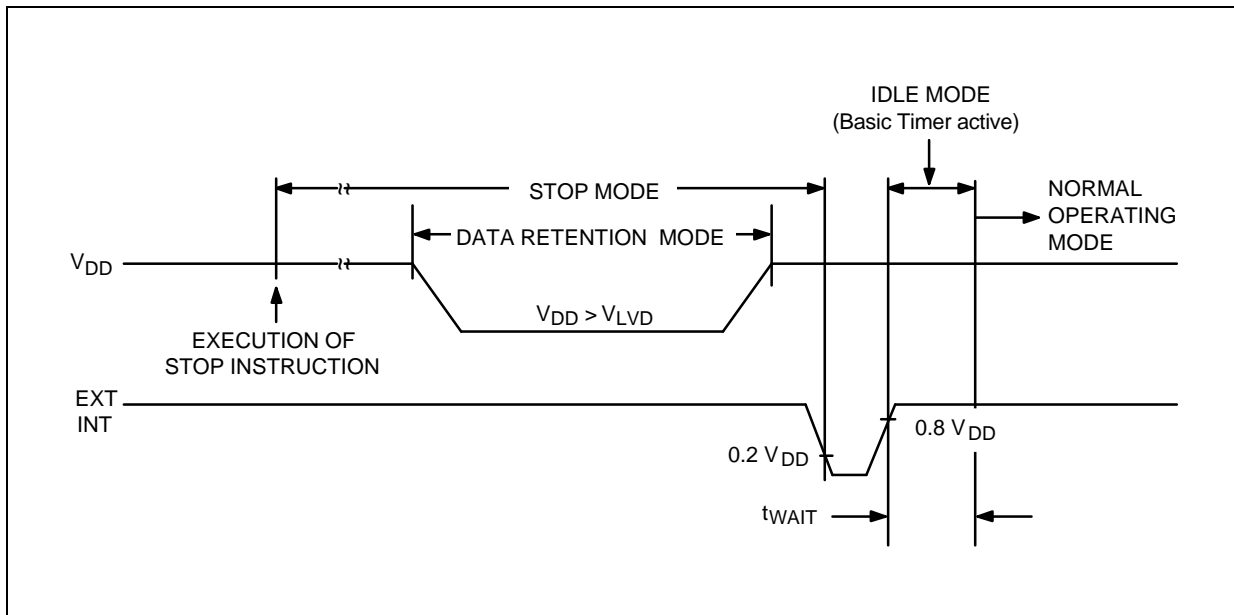 IDLE MODE
(Basic Timer active)
STOP MODE
NORMAL
OPERATING
MODE
DATA RETENTION MODE
VDD
VDD > VLVD
EXECUTION OF
STOP INSTRUCTION
EXT
INT
0.8 VDD
0.2 VDD
tWAIT